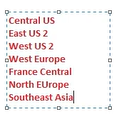 Central US
East US 2
West US 2
West Europe
France Central
North EUrope
Southeast Asia